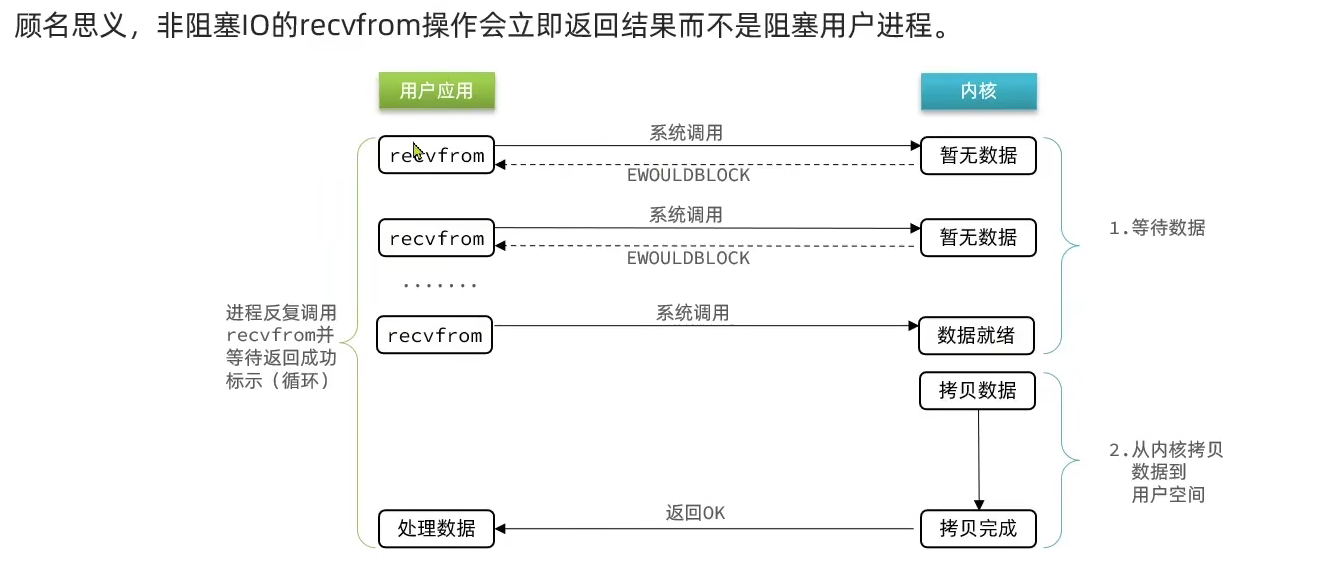 顾名思义，非阻塞IO的recvfrom操作会立即返回结果而不是阻塞用户进程。
用户应用
内核
系统调用
recvfrom
暂无数据
EWOULDBLOCK
系统调用
recvfrom
暂无数据
EWOULDBLOCK
1.等待数据
·······
系统调用
recvfrom
数据就绪
进程反复调用
recvfrom并
等待返回成功
标示（循环）
拷贝数据
2.从内核拷贝
数据到
用户空间
返回OK
处理数据
拷贝完成